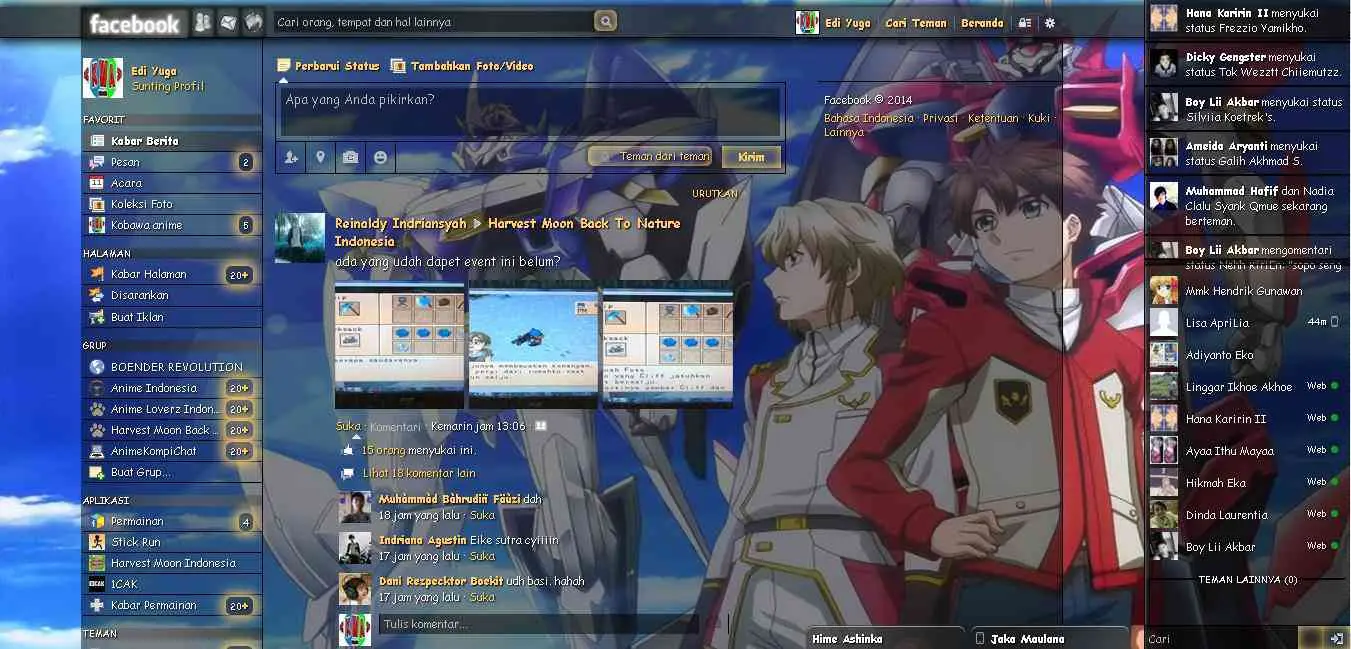 facebook
Cari orang, tempat dan hal lainnya
Edi Yuga
Cari Teman
Beranda
Edi Yuga
Sunting Profil
FAVORIT
Kabar Berita
Pesan 2
Acara
Koleksi Foto
Kobawa anime 5
HALAMAN
Kabar Halaman 20+
Disarankan
Buat Iklan
GRUP
BOENDER REVOLUTION
Anime Indonesia 20+
Anime Loverz Indon... 20+
Harvest Moon Back ... 20+
AnimeKompiChat 20+
Buat Grup...
APLIKASI
Permainan 4
Stick Run
Harvest Moon Indonesia
1CAK
Kabar Permainan 20+
TEMAN
Perbarui Status
Tambahkan Foto/Video
Apa yang Anda pikirkan?
Teman dari teman
Kirim
URUTKAN
Reinaldy Indriansyah ▷ Harvest Moon Back To Nature
Indonesia
ada yang udah dapet event ini belum?
Suka · Komentari · Kemarin jam 13:06 ·
15 orang menyukai ini.
Lihat 18 komentar lain
Muhàmmàd Bàhrudiñ Fäüzi dah
18 jam yang lalu · Suka
Indriana Agustin Eike sutra cyiiiin
17 jam yang lalu · Suka
Dani Rezpecktor Boekit udh basi. hahah
17 jam yang lalu · Suka
Tulis komentar...
Facebook © 2014
Bahasa Indonesia · Privasi · Ketentuan · Kuki ·
Lainnya
Hana Karirin II menyukai
status Frezzio Yamikho.
Dicky Gengster menyukai
status Tok Wezztt Chiiemutzz.
Boy Lii Akbar menyukai status
Silviia Koetrek's.
Ameida Aryanti menyukai
status Galih Akhmad S.
Muhammad Hafif dan Nadia
Clalu Syank Qmue sekarang
berteman.
Boy Lii Akbar mengomentari
Mmk Hendrik Gunawan
Lisa ApriLia 44m
Adiyanto Eko
Linggar Ikhoe Akhoe Web
Hana Karirin II Web
Ayaa Ithu Mayaa Web
Hikmah Eka Web
Dinda Laurentia Web
Boy Lii Akbar Web
TEMAN LAINNYA (0)
Hime Ashinka
Jaka Maulana
Cari